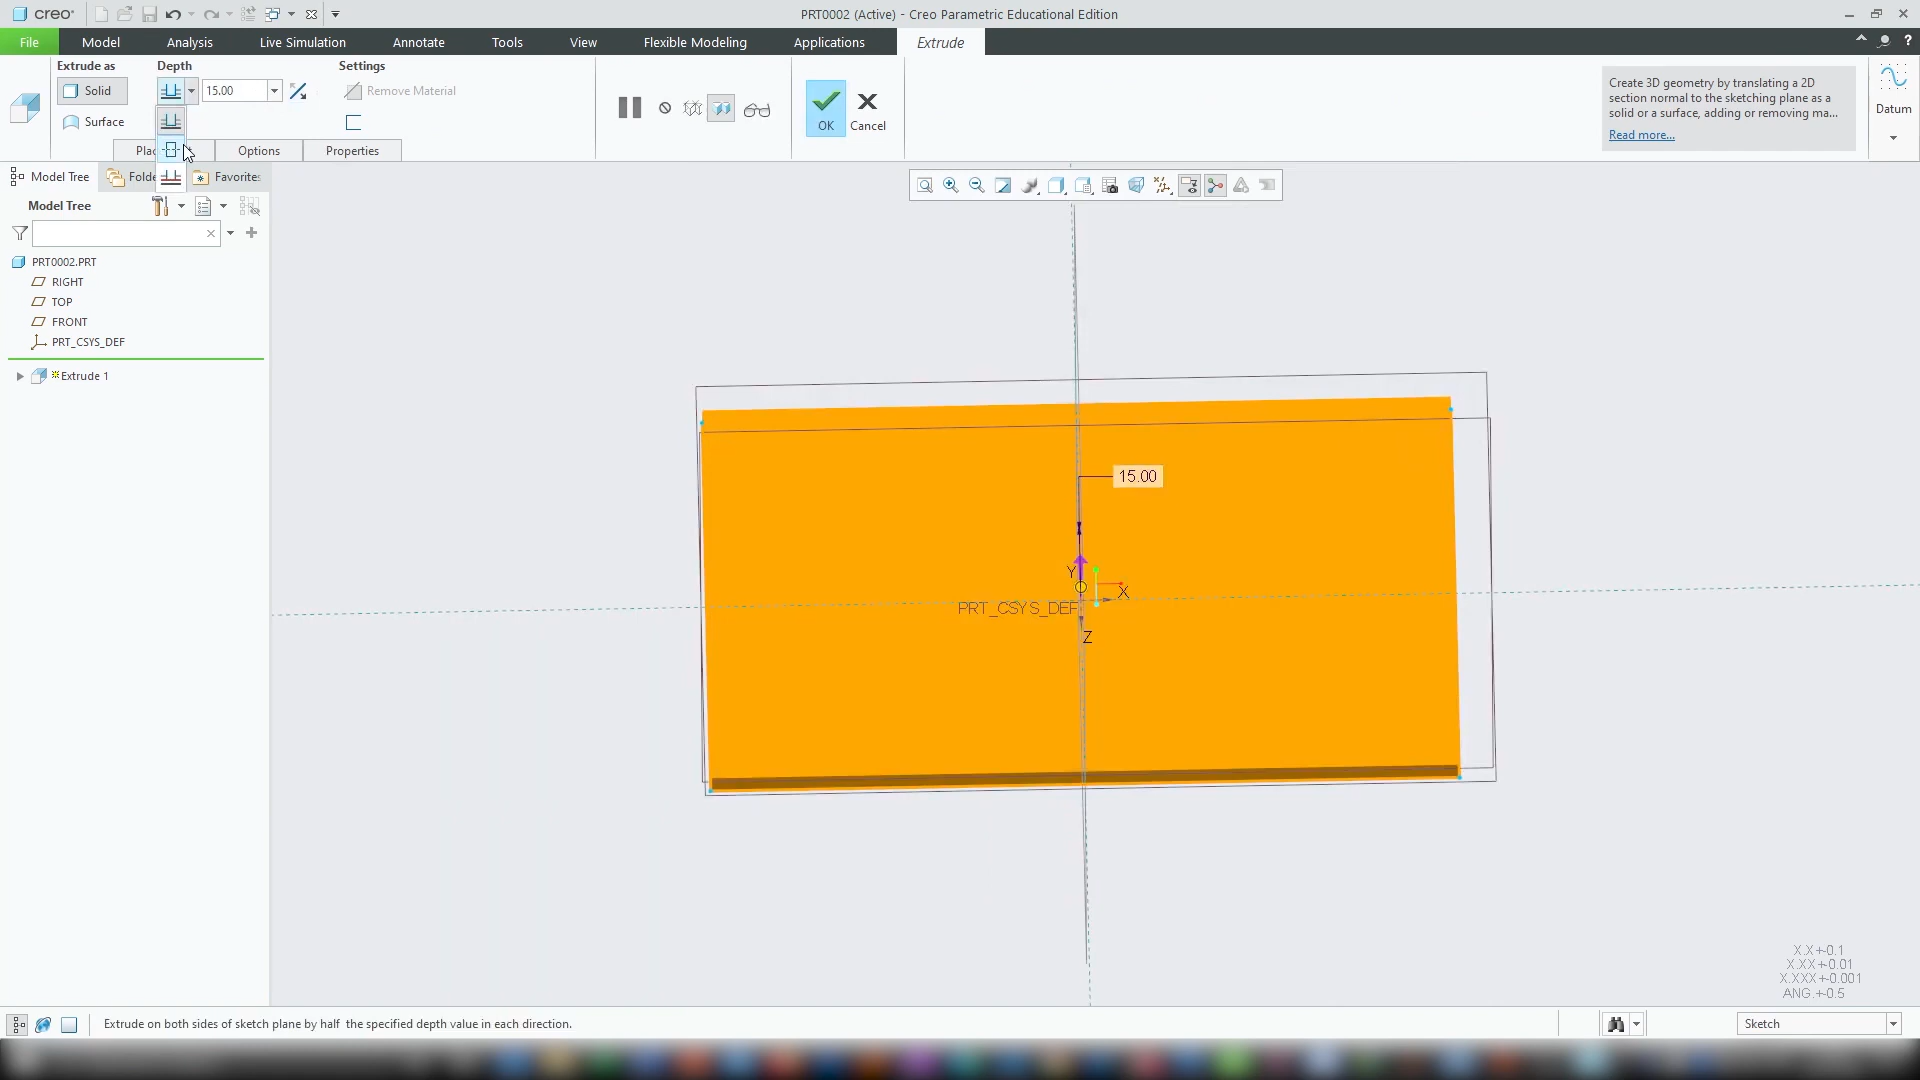 creo
PRT0002 (Active) - Creo Parametric Educational Edition
File Model Analysis Live Simulation Annotate Tools View Flexible Modeling Applications Extrude
Extrude as Depth Settings
Solid 15.00 Remove Material
Surface
OK Cancel
Create 3D geometry by translating a 2D
section normal to the sketching plane as a
solid or a surface, adding or removing ma...
Read more...
Datum
Options Properties
Model Tree Favorites
Model Tree
PRT0002.PRT
RIGHT
TOP
FRONT
PRT_CSYS_DEF
Extrude 1
15.00
Y
X
PRT_CSYS_DEF
Z
X.X+-0.1
X.XX+-0.01
X.XXX+-0.001
ANG.+-0.5
Extrude on both sides of sketch plane by half the specified depth value in each direction.
Sketch